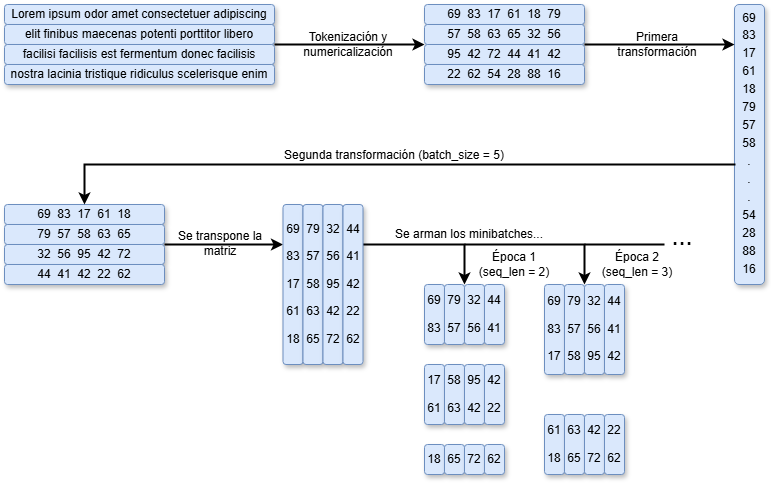 Lorem ipsum odor amet consectetuer adipiscing
elit finibus maecenas potenti porttitor libero
facilisi facilisis est fermentum donec facilisis
nostra lacinia tristique ridiculus scelerisque enim
Tokenización y
numericalización
69 83 17 61 18 79
57 58 63 65 32 56
95 42 72 44 41 42
22 62 54 28 88 16
Primera
transformación
69
83
17
61
18
79
57
58
.
.
.
54
28
88
16
Segunda transformación (batch_size = 5)
69 83 17 61 18
79 57 58 63 65
32 56 95 42 72
44 41 42 22 62
Se transpone la
matriz
69 79 32 44
83 57 56 41
17 58 95 42
61 63 42 22
18 65 72 62
Se arman los minibatches...
...
Época 1
(seq_len = 2)
69 79 32 44
83 57 56 41
17 58 95 42
61 63 42 22
18 65 72 62
Época 2
(seq_len = 3)
69 79 32 44
83 57 56 41
17 58 95 42
61 63 42 22
18 65 72 62